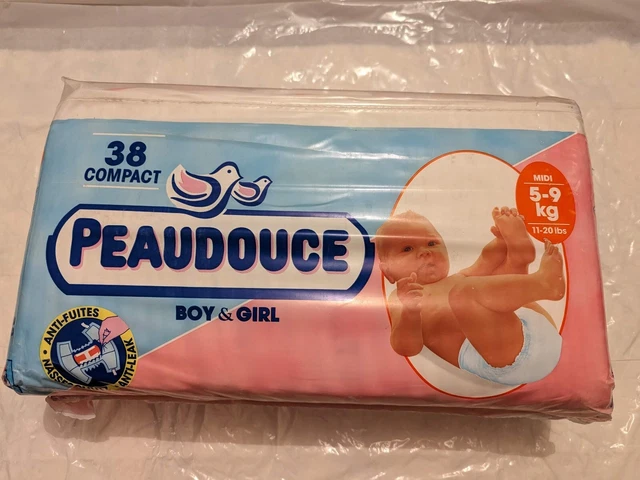 38
COMPACT
PEAUDOUCE
BOY & GIRL
MIDI
5-9
kg
11-20 lbs
ANTI-FUITES
ANTI-LEAK